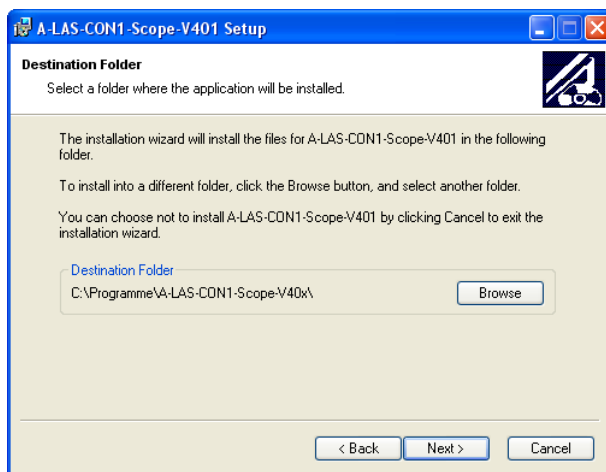 A-LAS-CON1-Scope-V401 Setup
Destination Folder
Select a folder where the application will be installed.
The installation wizard will install the files for A-LAS-CON1-Scope-V401 in the following
folder.
To install into a different folder, click the Browse button, and select another folder.
You can choose not to install A-LAS-CON1-Scope-V401 by clicking Cancel to exit the
installation wizard.
Destination Folder
C:\Programme\A-LAS-CON1-Scope-V40x\
Browse
< Back
Next >
Cancel